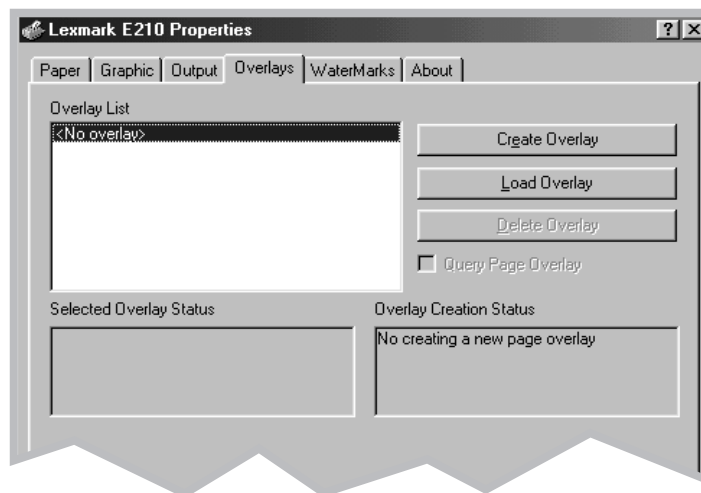 Lexmark E210 Properties
Paper Graphic Output Overlays WaterMarks About
Overlay List
<No overlay>
Create Overlay
Load Overlay
Delete Overlay
Query Page Overlay
Selected Overlay Status
Overlay Creation Status
No creating a new page overlay